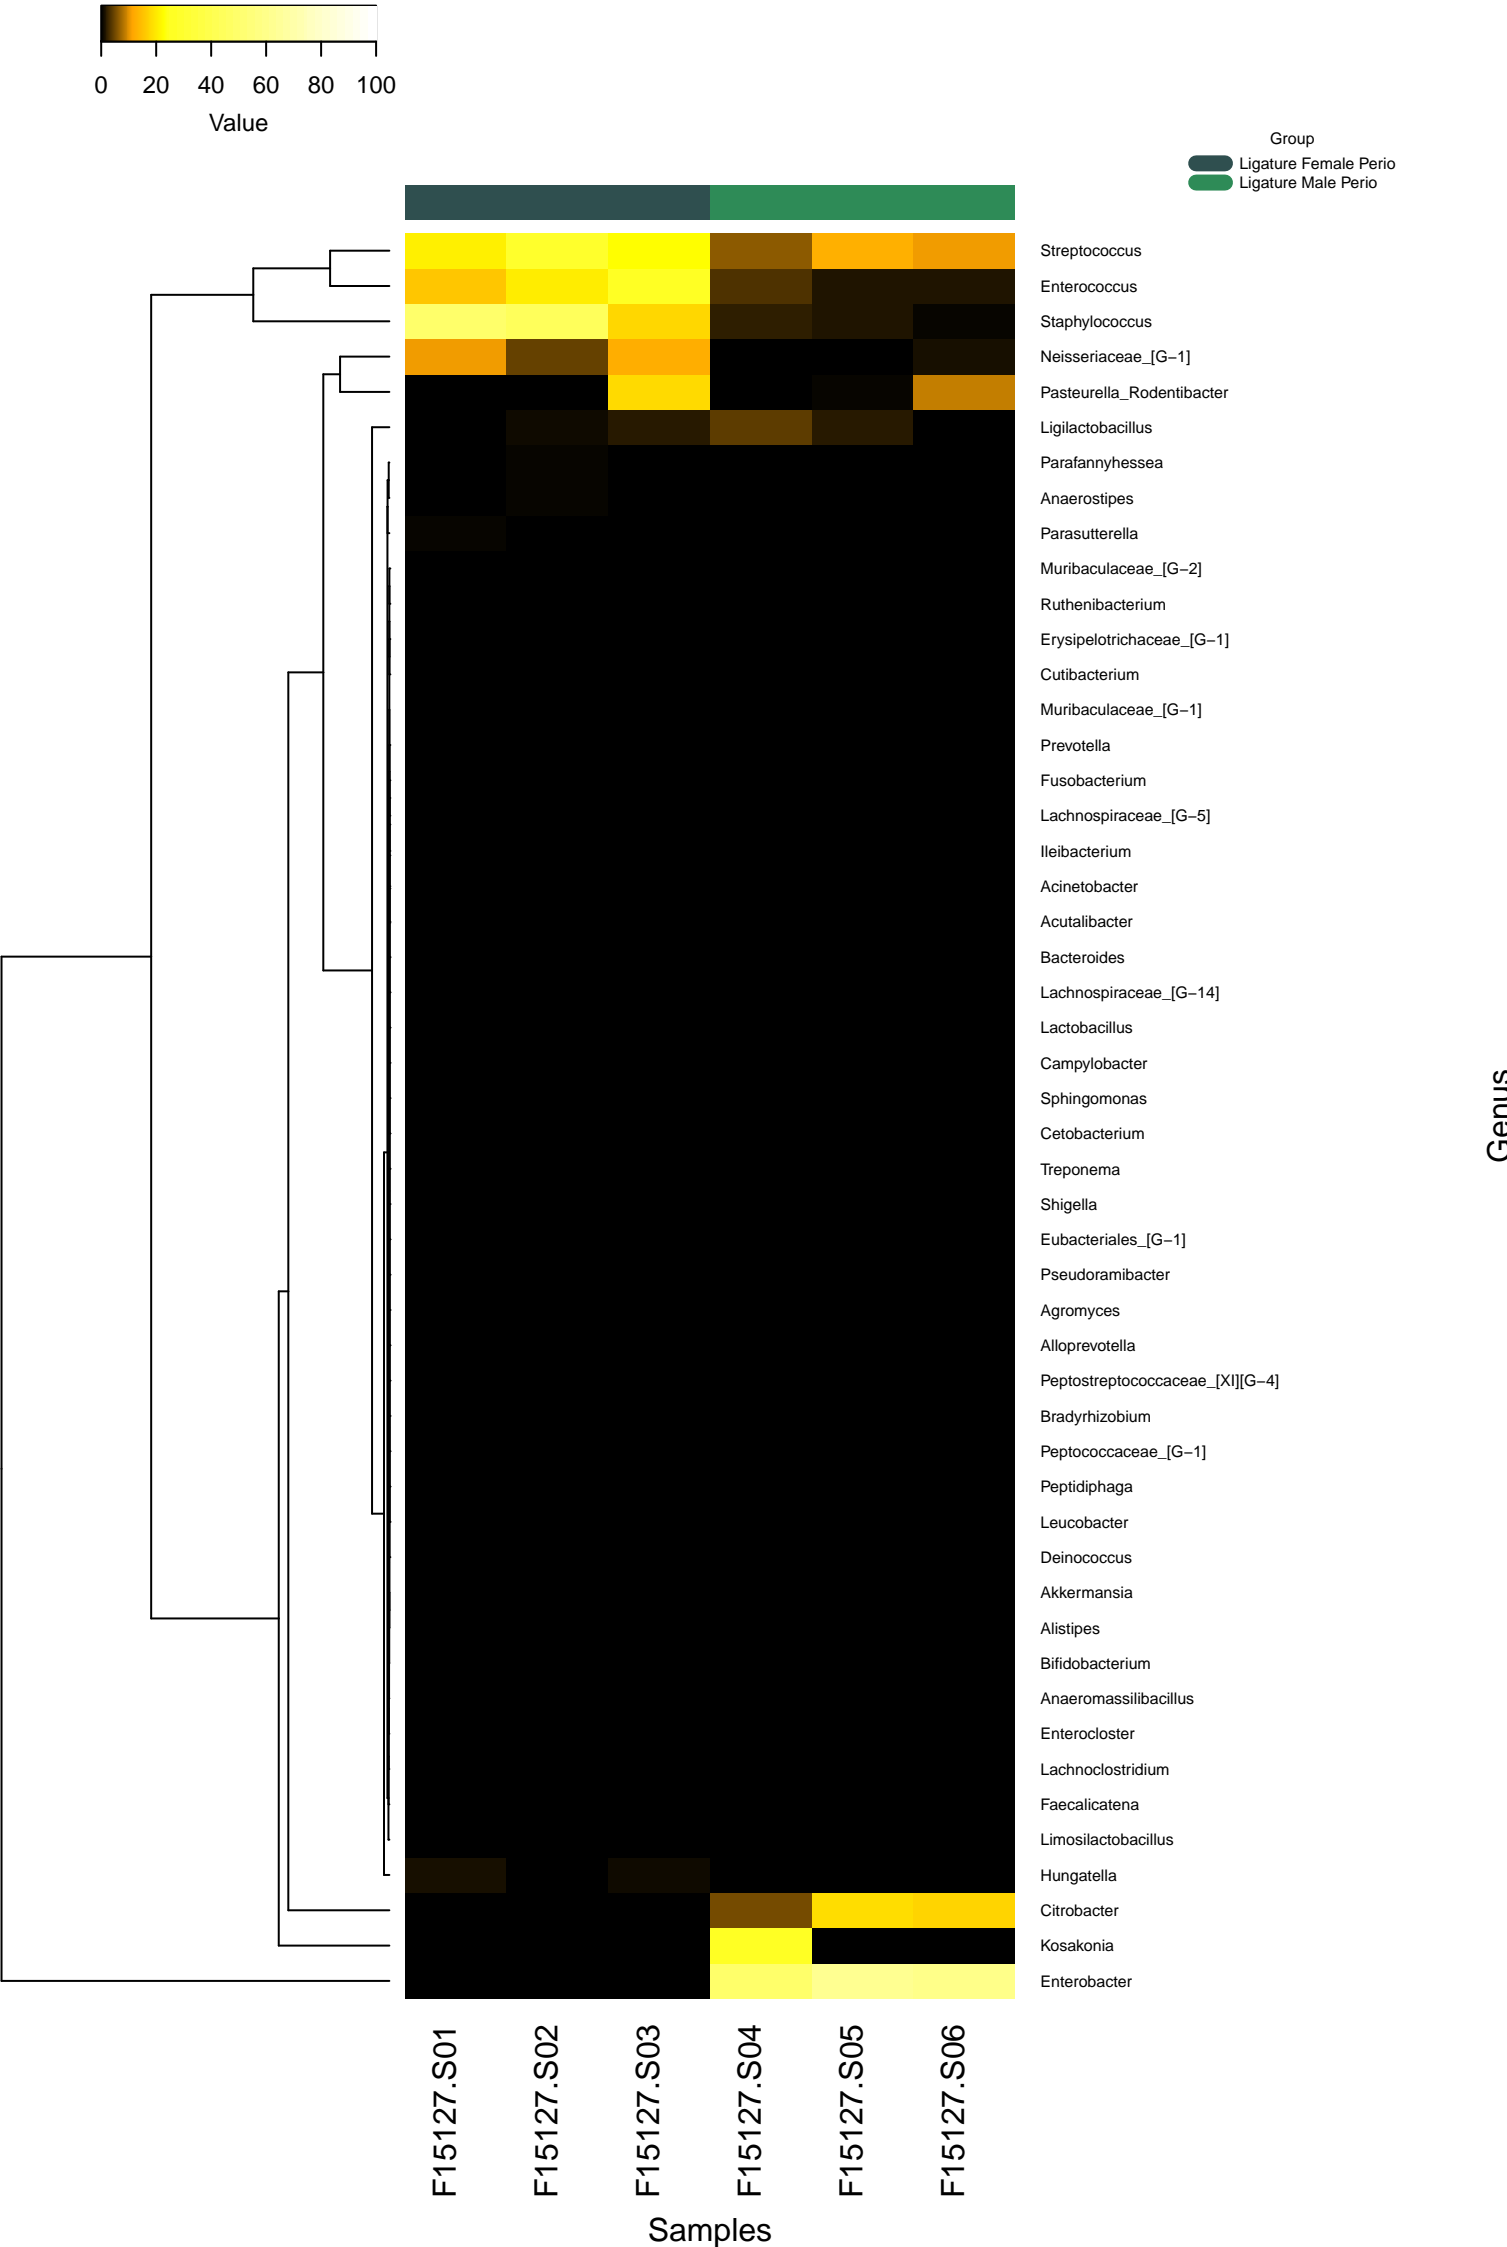 0 20 40 60 80 100
Value
Group
Ligature Female Perio
Ligature Male Perio
Streptococcus
Enterococcus
Staphylococcus
Neisseriaceae_[G−1]
Pasteurella_Rodentibacter
Ligilactobacillus
Parafannyhessea
Anaerostipes
Parasutterella
Muribaculaceae_[G−2]
Ruthenibacterium
Erysipelotrichaceae_[G−1]
Cutibacterium
Muribaculaceae_[G−1]
Prevotella
Fusobacterium
Lachnospiraceae_[G−5]
Ileibacterium
Acinetobacter
Acutalibacter
Bacteroides
Lachnospiraceae_[G−14]
Lactobacillus
Campylobacter
Sphingomonas
Cetobacterium
Treponema
Shigella
Eubacteriales_[G−1]
Pseudoramibacter
Agromyces
Alloprevotella
Peptostreptococcaceae_[XI][G−4]
Bradyrhizobium
Peptococcaceae_[G−1]
Peptidiphaga
Leucobacter
Deinococcus
Akkermansia
Alistipes
Bifidobacterium
Anaeromassilibacillus
Enterocloster
Lachnoclostridium
Faecalicatena
Limosilactobacillus
Hungatella
Citrobacter
Kosakonia
Enterobacter
Genus
F15127.S01
F15127.S02
F15127.S03
F15127.S04
F15127.S05
F15127.S06
Samples